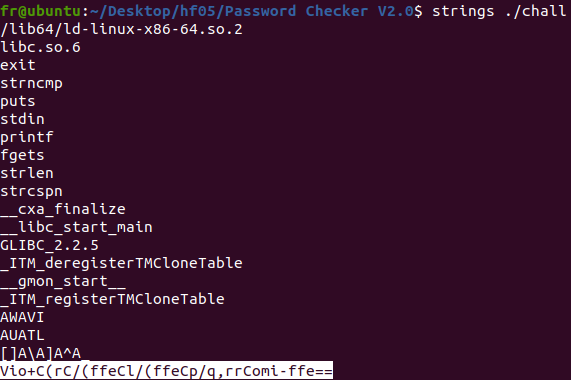 fr@ubuntu:~/Desktop/hf05/Password Checker V2.0$ strings ./chall
/lib64/ld-linux-x86-64.so.2
libc.so.6
exit
strncmp
puts
stdin
printf
fgets
strlen
strcspn
__cxa_finalize
__libc_start_main
GLIBC_2.2.5
_ITM_deregisterTMCloneTable
__gmon_start__
_ITM_registerTMCloneTable
AWAVI
AUATL
[]A\A]A^A_
Vio+C(rC/(ffeCl/(ffeCp/q,rrComi-ffe==